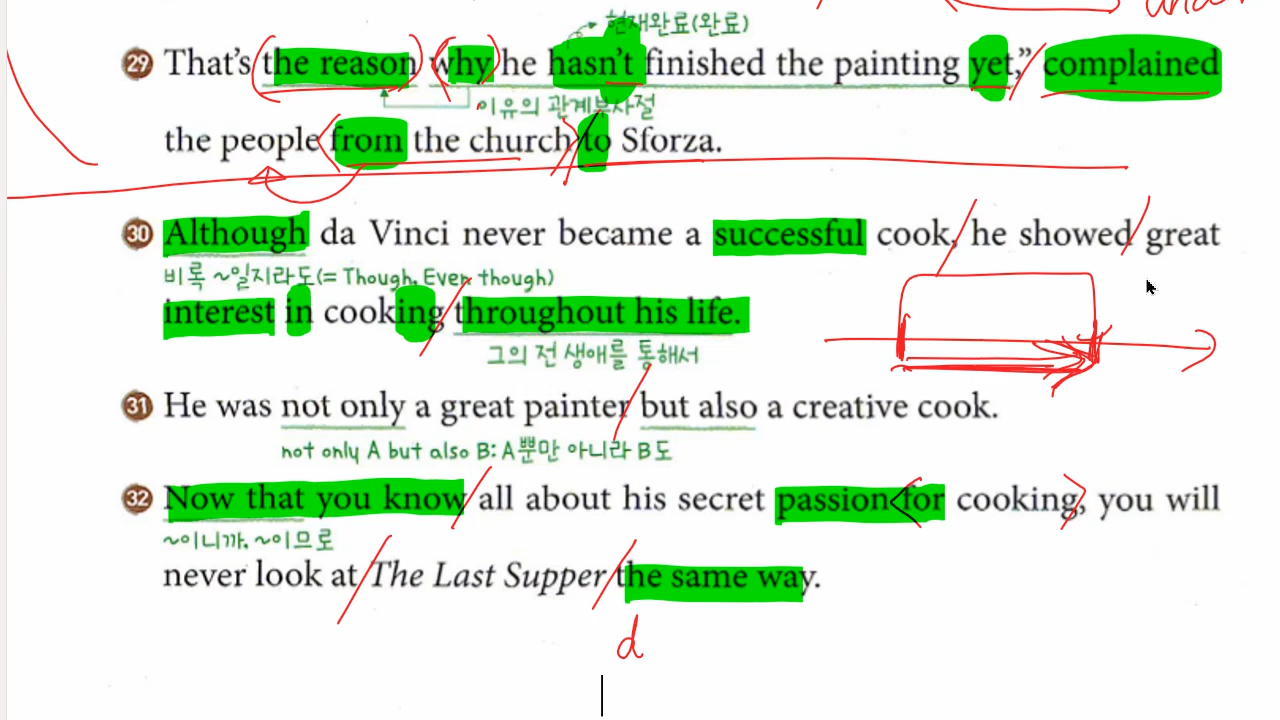 현재완료(완료)
29 That's the reason why he hasn't finished the painting yet," complained
이유의 관계부사절
the people from the church to Sforza.
30 Although da Vinci never became a successful cook, he showed great
비록 ~일지라도(= Though, Even though)
interest in cooking throughout his life.
그의 전 생애를 통해서
31 He was not only a great painter but also a creative cook.
not only A but also B: A뿐만 아니라 B도
32 Now that you know all about his secret passion for cooking, you will
~이니까, ~이므로
never look at The Last Supper the same way.
d